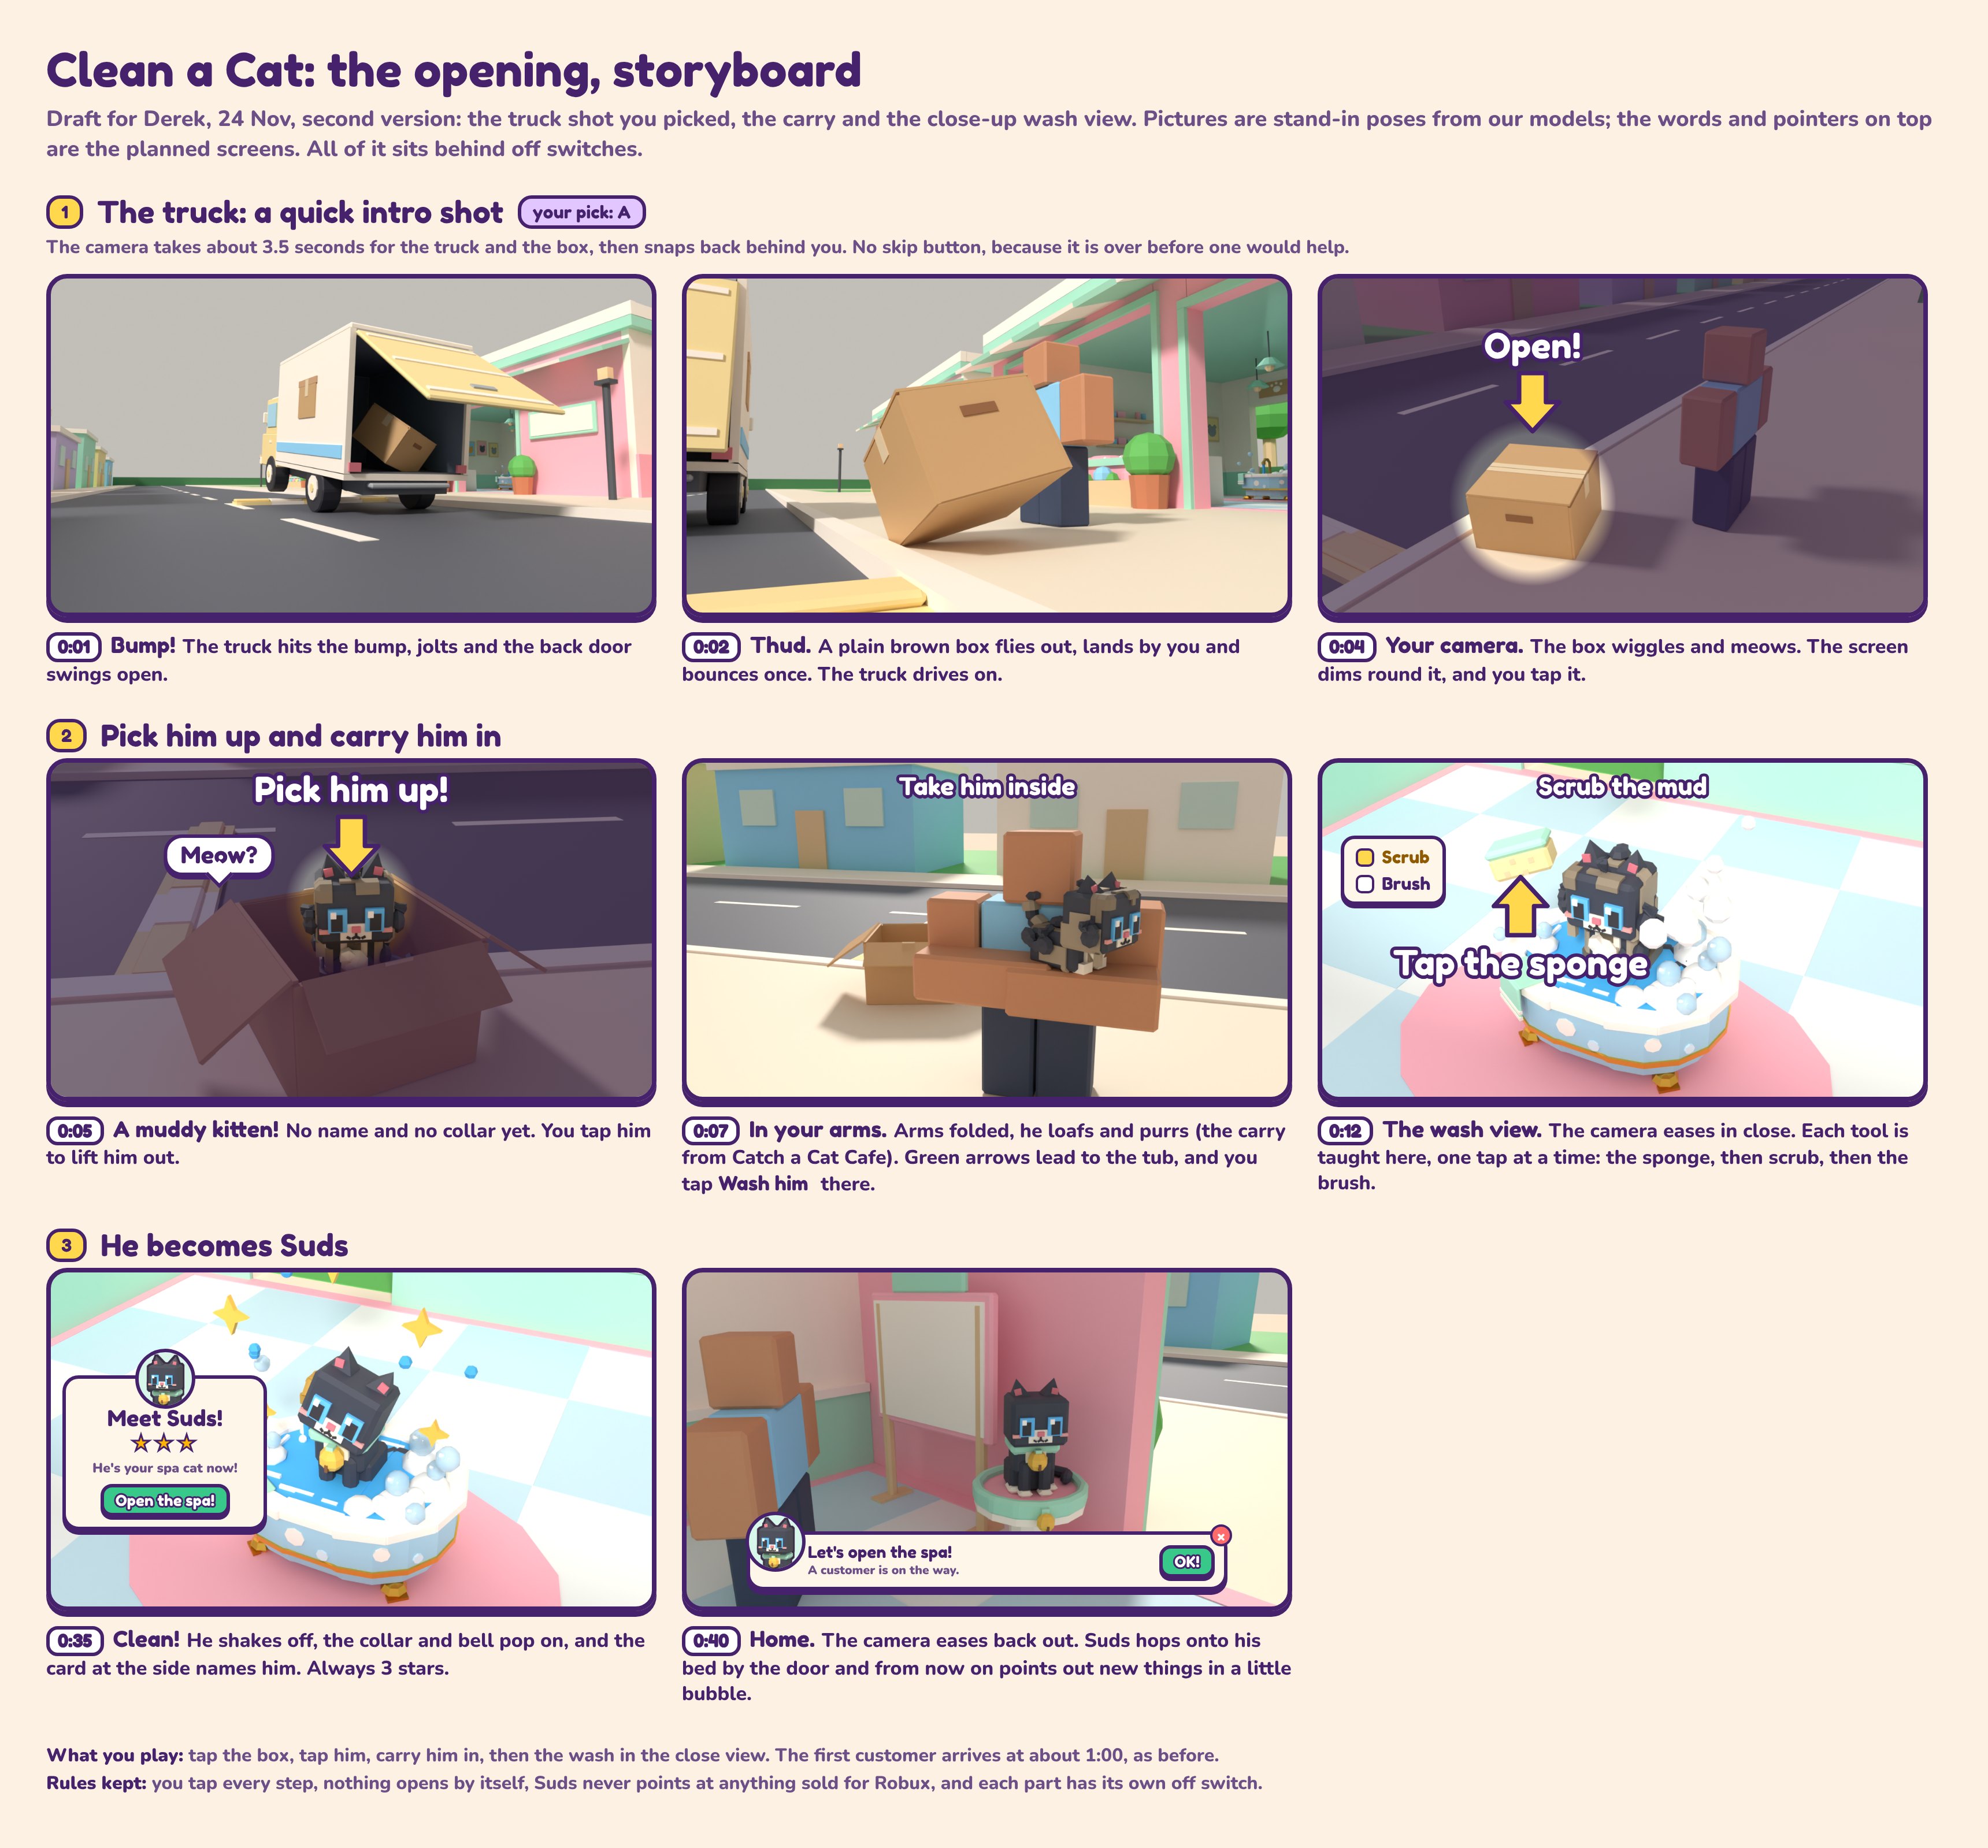 Clean a Cat: the opening, storyboard
Draft for Derek, 24 Nov, second version: the truck shot you picked, the carry and the close-up wash view. Pictures are stand-in poses from our models; the words and pointers on top
are the planned screens. All of it sits behind off switches.
1 The truck: a quick intro shot your pick: A
The camera takes about 3.5 seconds for the truck and the box, then snaps back behind you. No skip button, because it is over before one would help.
Open!
0:01 Bump! The truck hits the bump, jolts and the back door
swings open.
0:02 Thud. A plain brown box flies out, lands by you and
bounces once. The truck drives on.
0:04 Your camera. The box wiggles and meows. The screen
dims round it, and you tap it.
2 Pick him up and carry him in
Pick him up!
Meow?
Take him inside
Scrub the mud
Scrub
Brush
Tap the sponge
0:05 A muddy kitten! No name and no collar yet. You tap him
to lift him out.
0:07 In your arms. Arms folded, he loafs and purrs (the carry
from Catch a Cat Cafe). Green arrows lead to the tub, and you
tap Wash him there.
0:12 The wash view. The camera eases in close. Each tool is
taught here, one tap at a time: the sponge, then scrub, then the
brush.
3 He becomes Suds
Meet Suds!
He's your spa cat now!
Open the spa!
Let's open the spa!
A customer is on the way.
OK!
x
0:35 Clean! He shakes off, the collar and bell pop on, and the
card at the side names him. Always 3 stars.
0:40 Home. The camera eases back out. Suds hops onto his
bed by the door and from now on points out new things in a little
bubble.
What you play: tap the box, tap him, carry him in, then the wash in the close view. The first customer arrives at about 1:00, as before.
Rules kept: you tap every step, nothing opens by itself, Suds never points at anything sold for Robux, and each part has its own off switch.